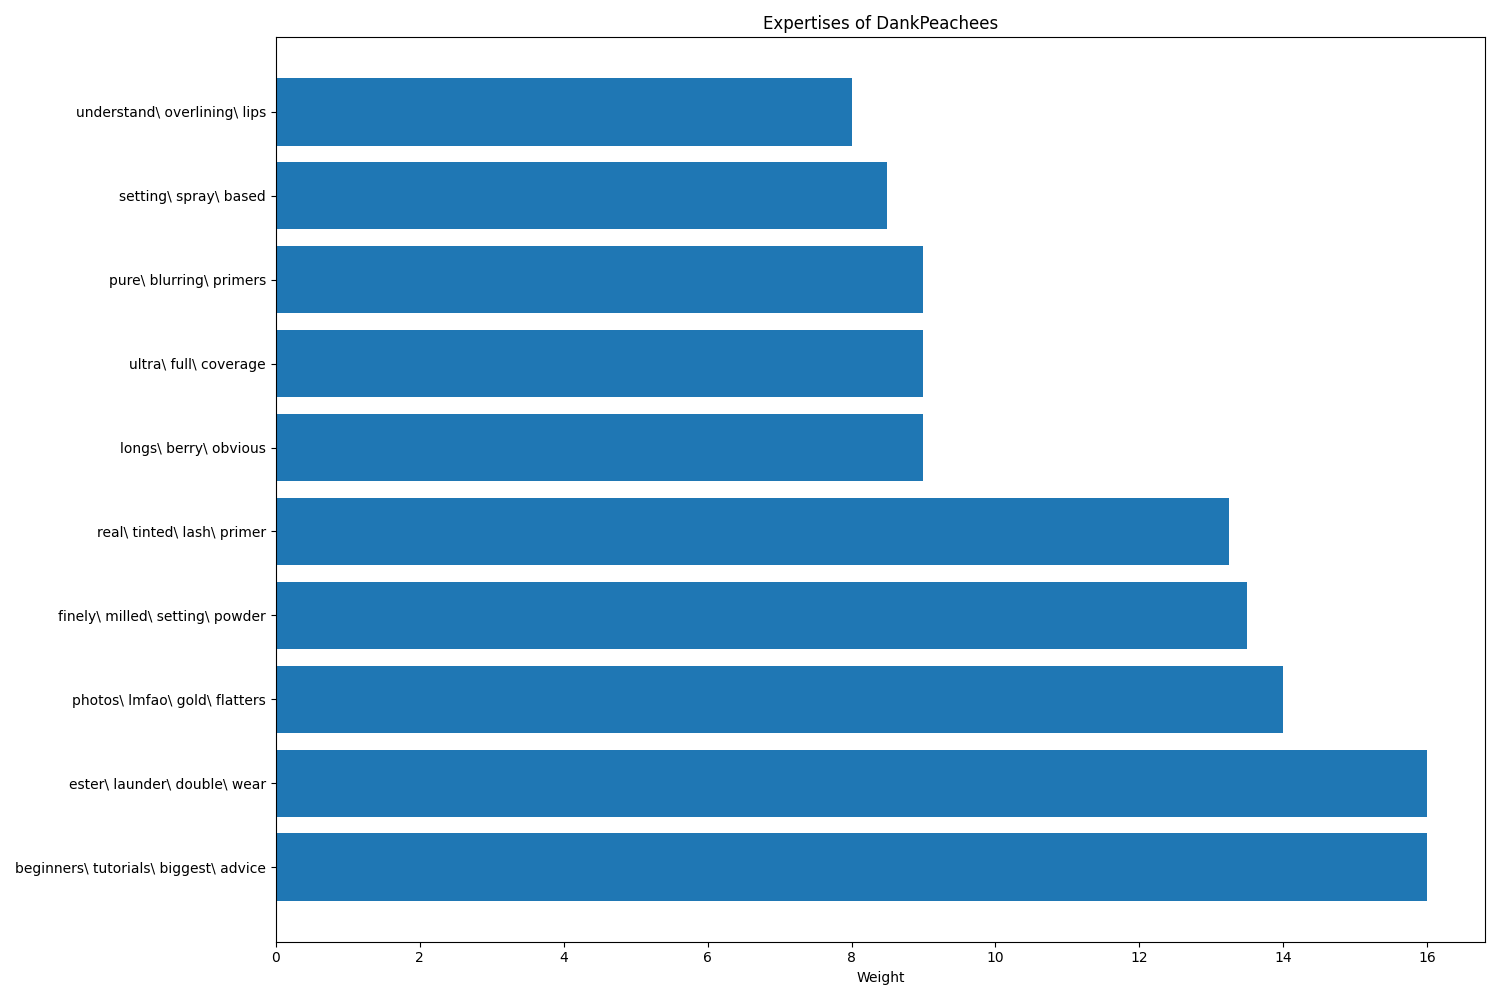 Expertises of DankPeachees
understand\ overlining\ lips
setting\ spray\ based
pure\ blurring\ primers
ultra\ full\ coverage
longs\ berry\ obvious
real\ tinted\ lash\ primer
finely\ milled\ setting\ powder
photos\ lmfao\ gold\ flatters
ester\ launder\ double\ wear
beginners\ tutorials\ biggest\ advice
0 2 4 6 8 10 12 14 16
Weight